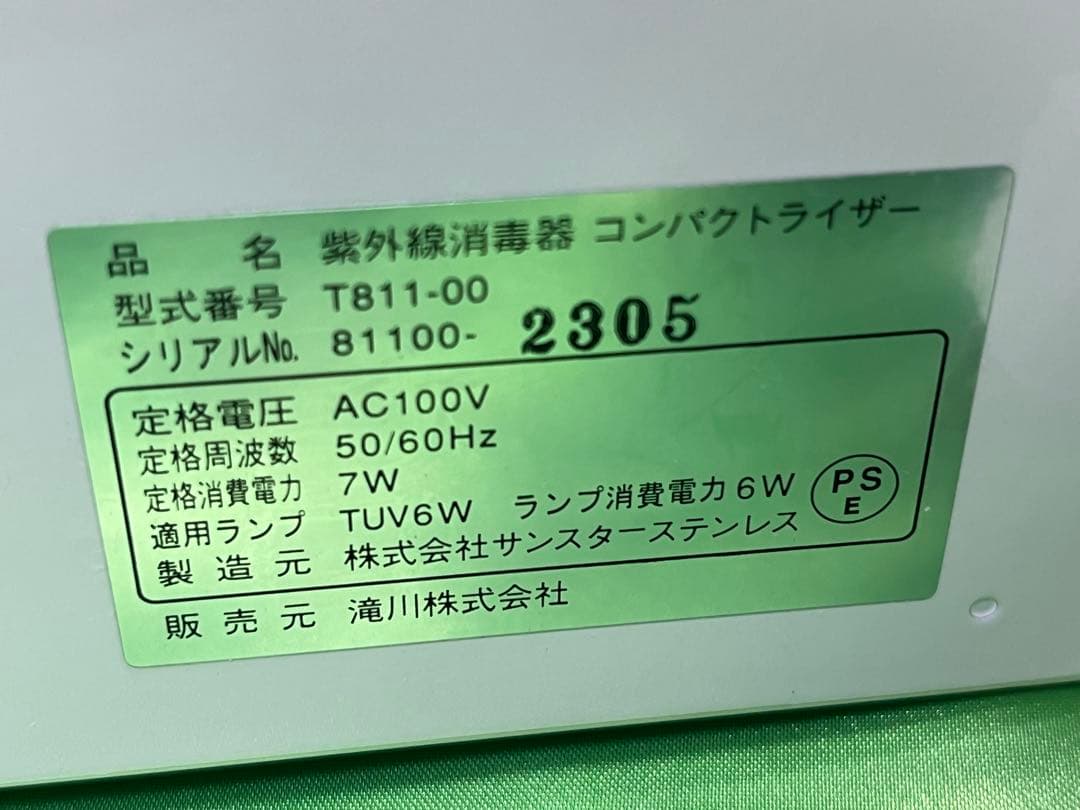 品 名 紫外線消毒器 コンパクトライザー
型式番号 T811-00
シリアルNo. 81100- 2305
定格電圧 AC100V
定格周波数 50/60Hz
定格消費電力 7W
適用ランプ TUV6W ランプ消費電力6W
製造元 株式会社サンスターステンレス
PS
E
販売元 滝川株式会社